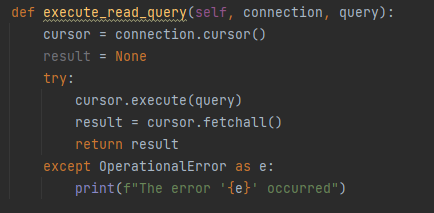 def execute_read_query(self, connection, query):
    cursor = connection.cursor()
    result = None
    try:
        cursor.execute(query)
        result = cursor.fetchall()
        return result
    except OperationalError as e:
        print(f"The error '{e}' occurred")